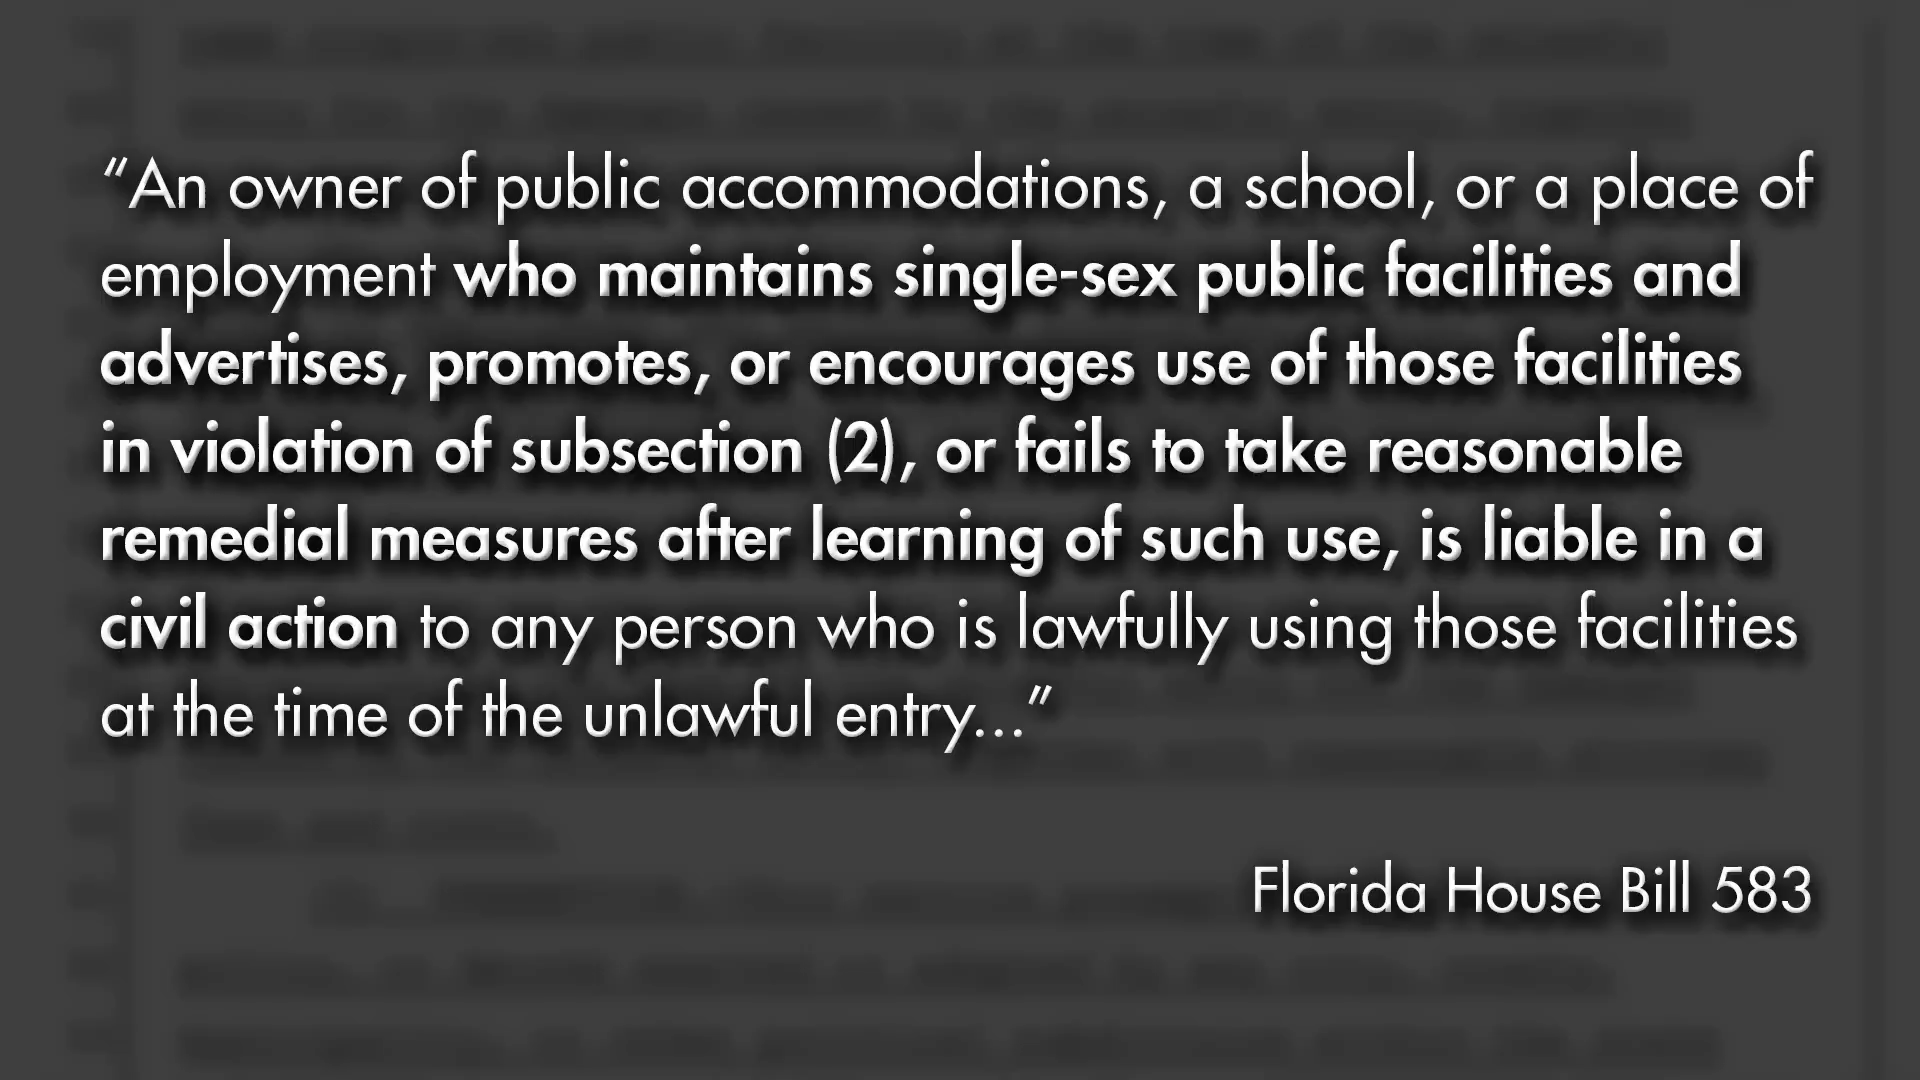 “An owner of public accommodations, a school, or a place of
employment who maintains single-sex public facilities and
advertises, promotes, or encourages use of those facilities
in violation of subsection (2), or fails to take reasonable
remedial measures after learning of such use, is liable in a
civil action to any person who is lawfully using those facilities
at the time of the unlawful entry...”
Florida House Bill 583